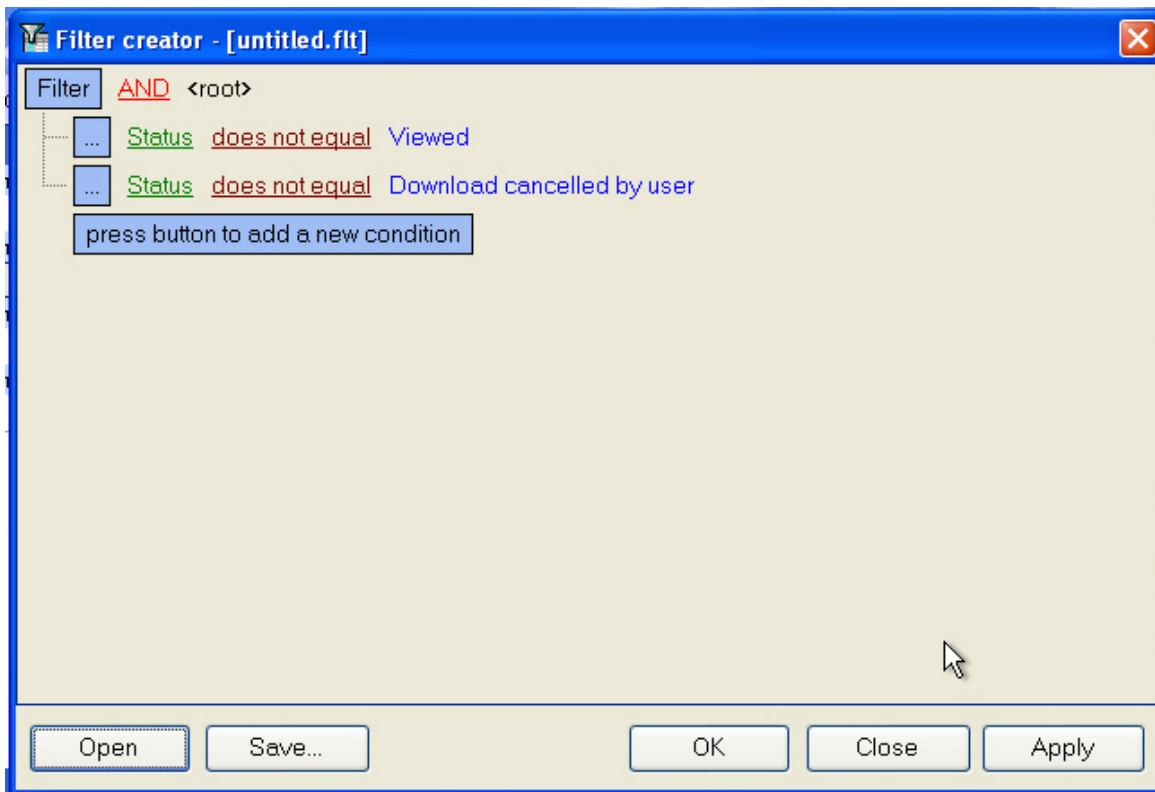 Filter creator - [untitled.flt]
Filter AND <root>
... Status does not equal Viewed
... Status does not equal Download cancelled by user
press button to add a new condition
Open Save... OK Close Apply